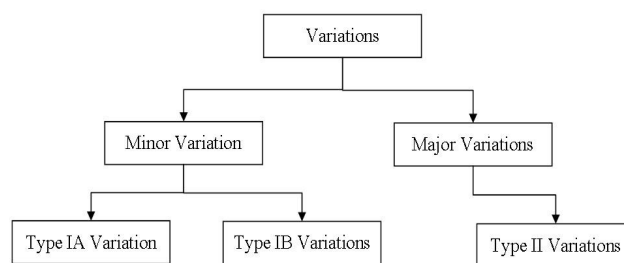 Variations
Minor Variation
Major Variations
Type IA Variation
Type IB Variations
Type II Variations